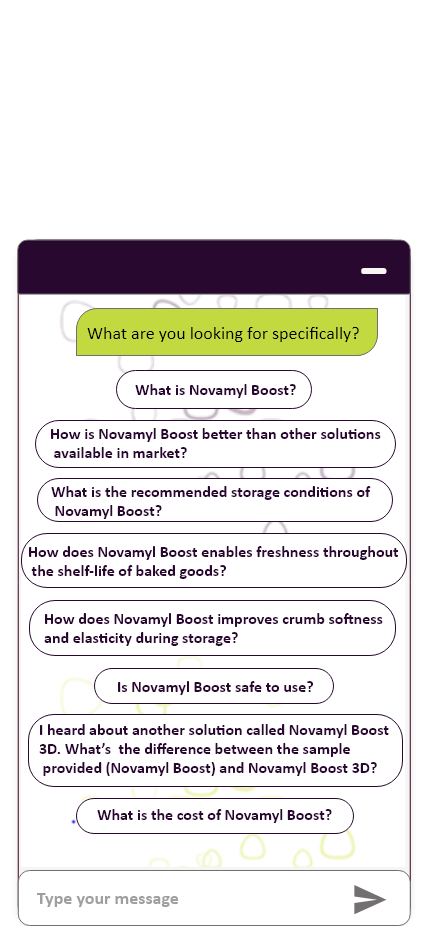 What are you looking for specifically?
What is Novamyl Boost?
How is Novamyl Boost better than other solutions
available in market?
What is the recommended storage conditions of
Novamyl Boost?
How does Novamyl Boost enables freshness throughout
the shelf-life of baked goods?
How does Novamyl Boost improves crumb softness
and elasticity during storage?
Is Novamyl Boost safe to use?
I heard about another solution called Novamyl Boost
3D. What’s the difference between the sample
provided (Novamyl Boost) and Novamyl Boost 3D?
What is the cost of Novamyl Boost?
Type your message